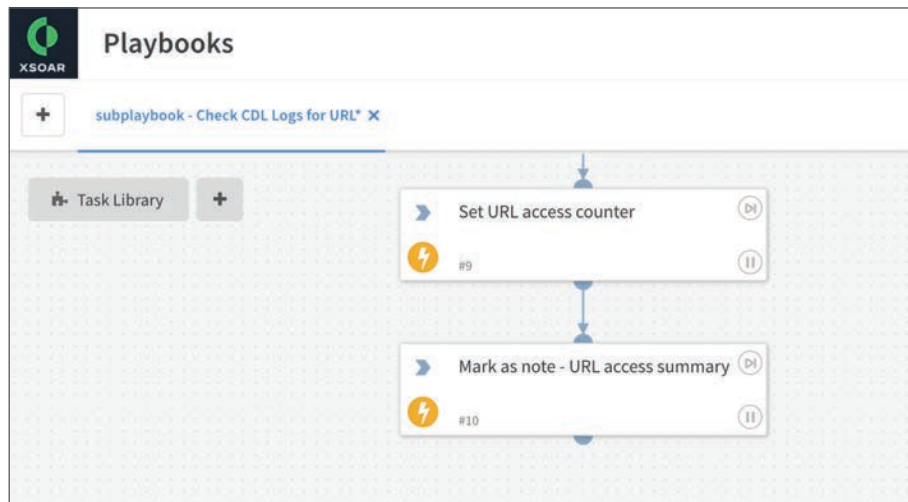 XSOAR
Playbooks
subplaybook - Check CDL Logs for URL*
Task Library
Set URL access counter
#9
Mark as note - URL access summary
#10